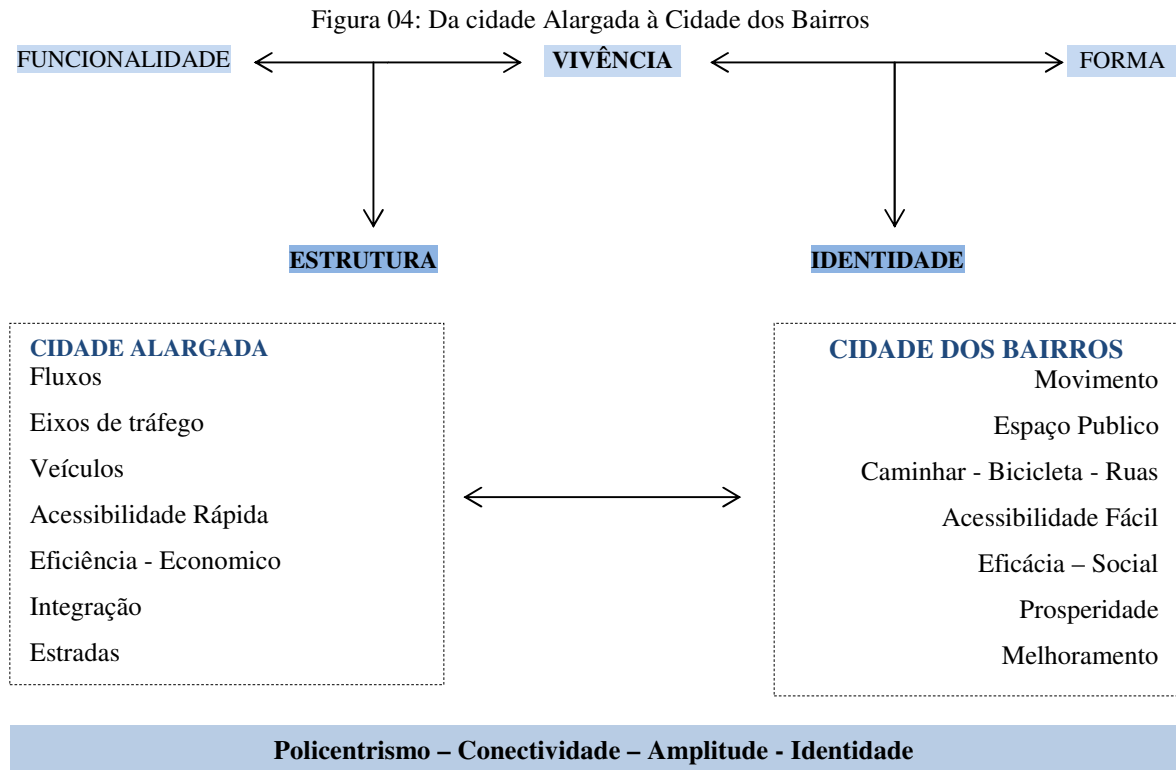 Figura 04: Da cidade Alargada à Cidade dos Bairros
FUNCIONALIDADE VIVÊNCIA FORMA
ESTRUTURA IDENTIDADE
CIDADE ALARGADA
Fluxos
Eixos de tráfego
Veículos
Acessibilidade Rápida
Eficiência - Economico
Integração
Estradas
CIDADE DOS BAIRROS
Movimento
Espaço Publico
Caminhar - Bicicleta - Ruas
Acessibilidade Fácil
Eficácia – Social
Prosperidade
Melhoramento
Policentrismo – Conectividade – Amplitude - Identidade